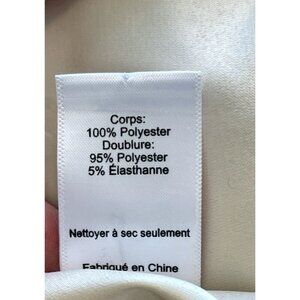 Corps:
100% Polyester
Doublure:
95% Polyester
5% Élasthanne
Nettoyer à sec seulement
Fabriqué en Chine